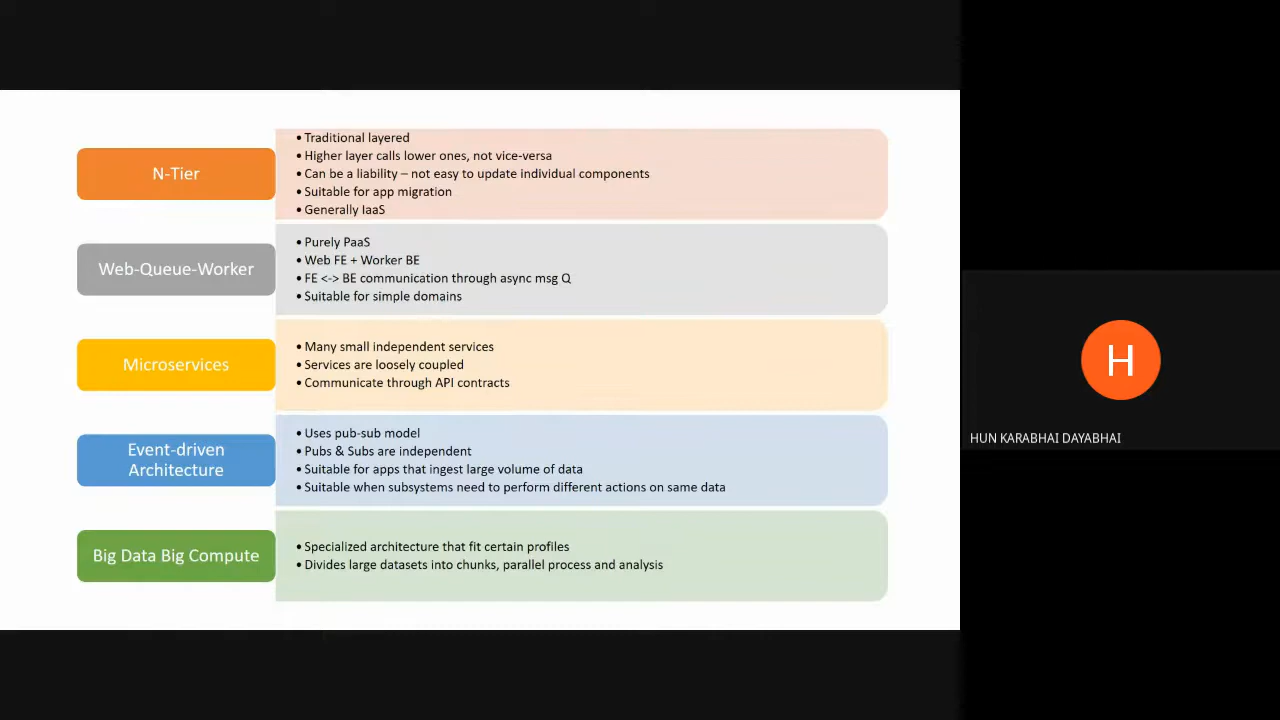 N-Tier
• Traditional layered
• Higher layer calls lower ones, not vice-versa
• Can be a liability – not easy to update individual components
• Suitable for app migration
• Generally IaaS
Web-Queue-Worker
• Purely PaaS
• Web FE + Worker BE
• FE <-> BE communication through async msg Q
• Suitable for simple domains
Microservices
• Many small independent services
• Services are loosely coupled
• Communicate through API contracts
Event-driven
Architecture
• Uses pub-sub model
• Pubs & Subs are independent
• Suitable for apps that ingest large volume of data
• Suitable when subsystems need to perform different actions on same data
Big Data Big Compute
• Specialized architecture that fit certain profiles
• Divides large datasets into chunks, parallel process and analysis
H
HUN KARABHAI DAYABHAI